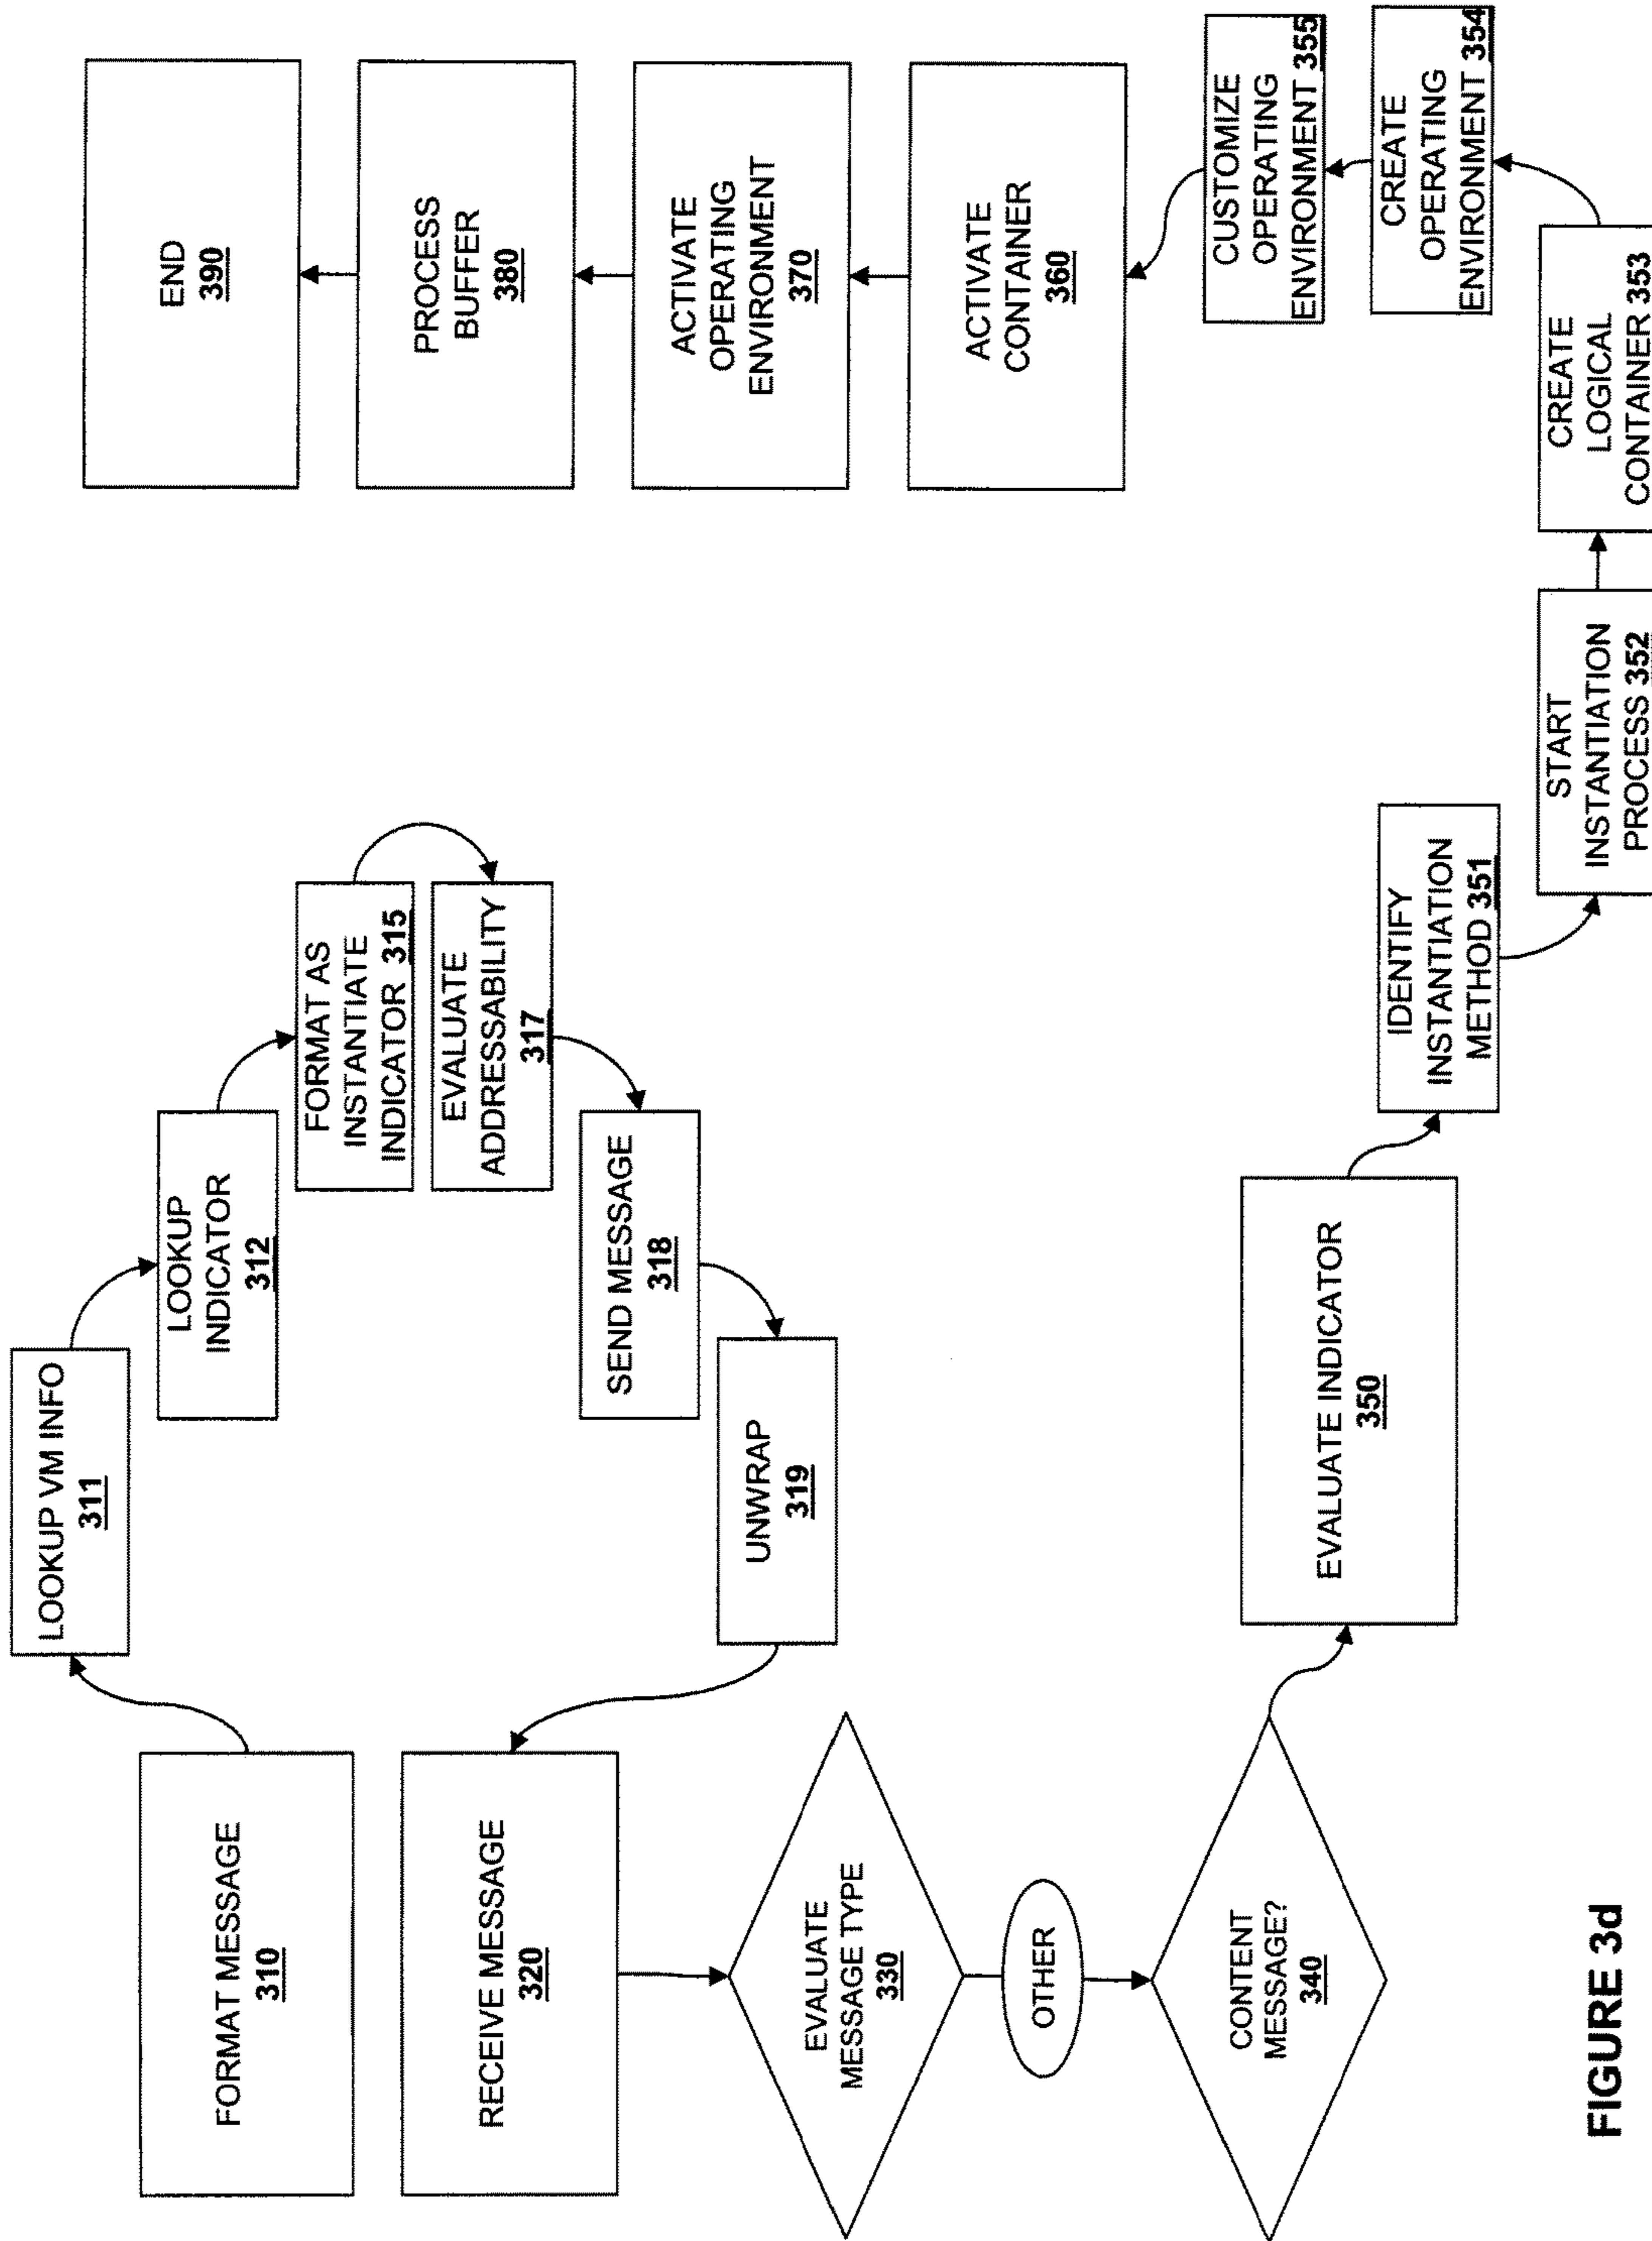 FORMAT MESSAGE
310
LOOKUP VM INFO
311
LOOKUP
INDICATOR
312
FORMAT AS
INSTANTIATE
INDICATOR 315
EVALUATE
ADDRESSABILITY
317
SEND MESSAGE
318
UNWRAP
319
RECEIVE MESSAGE
320
EVALUATE
MESSAGE TYPE
330
OTHER
CONTENT
MESSAGE?
340
EVALUATE INDICATOR
350
IDENTIFY
INSTANTIATION
METHOD 351
START
INSTANTIATION
PROCESS 352
CREATE
LOGICAL
CONTAINER 353
CREATE
OPERATING
ENVIRONMENT 354
CUSTOMIZE
OPERATING
ENVIRONMENT 355
ACTIVATE
CONTAINER
360
ACTIVATE
OPERATING
ENVIRONMENT
370
PROCESS
BUFFER
380
END
390
FIGURE 3d